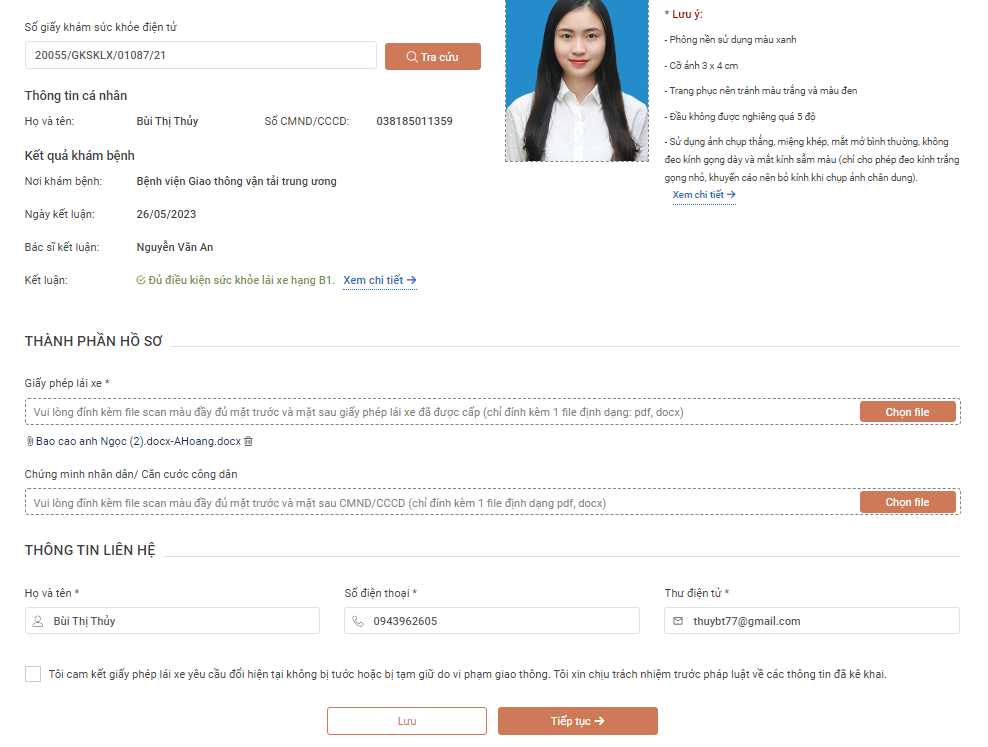 Số giấy khám sức khỏe điện tử
20055/GKSKLX/01087/21
Tra cứu
Thông tin cá nhân
Họ và tên: Bùi Thị Thủy Số CMND/CCCD: 038185011359
Kết quả khám bệnh
Nơi khám bệnh: Bệnh viện Giao thông vận tải trung ương
Ngày kết luận: 26/05/2023
Bác sĩ kết luận: Nguyễn Văn An
Kết luận: Đủ điều kiện sức khỏe lái xe hạng B1. Xem chi tiết →
* Lưu ý:
- Phông nền sử dụng màu xanh
- Cỡ ảnh 3 x 4 cm
- Trang phục nên tránh màu trắng và màu đen
- Đầu không được nghiêng quá 5 độ
- Sử dụng ảnh chụp thẳng, miệng khép, mắt mở bình thường, không
đeo kính gọng dày và mắt kính sẫm màu (chỉ cho phép đeo kính trắng
gọng nhỏ, khuyến cáo nên bỏ kính khi chụp ảnh chân dung).
Xem chi tiết →
THÀNH PHẦN HỒ SƠ
Giấy phép lái xe *
Vui lòng đính kèm file scan màu đầy đủ mặt trước và mặt sau giấy phép lái xe đã được cấp (chỉ đính kèm 1 file định dạng: pdf, docx)
Chọn file
Bao cao anh Ngọc (2).docx-AHoang.docx
Chứng minh nhân dân/ Căn cước công dân
Vui lòng đính kèm file scan màu đầy đủ mặt trước và mặt sau CMND/CCCD (chỉ đính kèm 1 file định dạng pdf, docx)
Chọn file
THÔNG TIN LIÊN HỆ
Họ và tên * Số điện thoại * Thư điện tử *
Bùi Thị Thủy 0943962605 thuybt77@gmail.com
Tôi cam kết giấy phép lái xe yêu cầu đổi hiện tại không bị tước hoặc bị tạm giữ do vi phạm giao thông. Tôi xin chịu trách nhiệm trước pháp luật về các thông tin đã kê khai.
Lưu Tiếp tục →